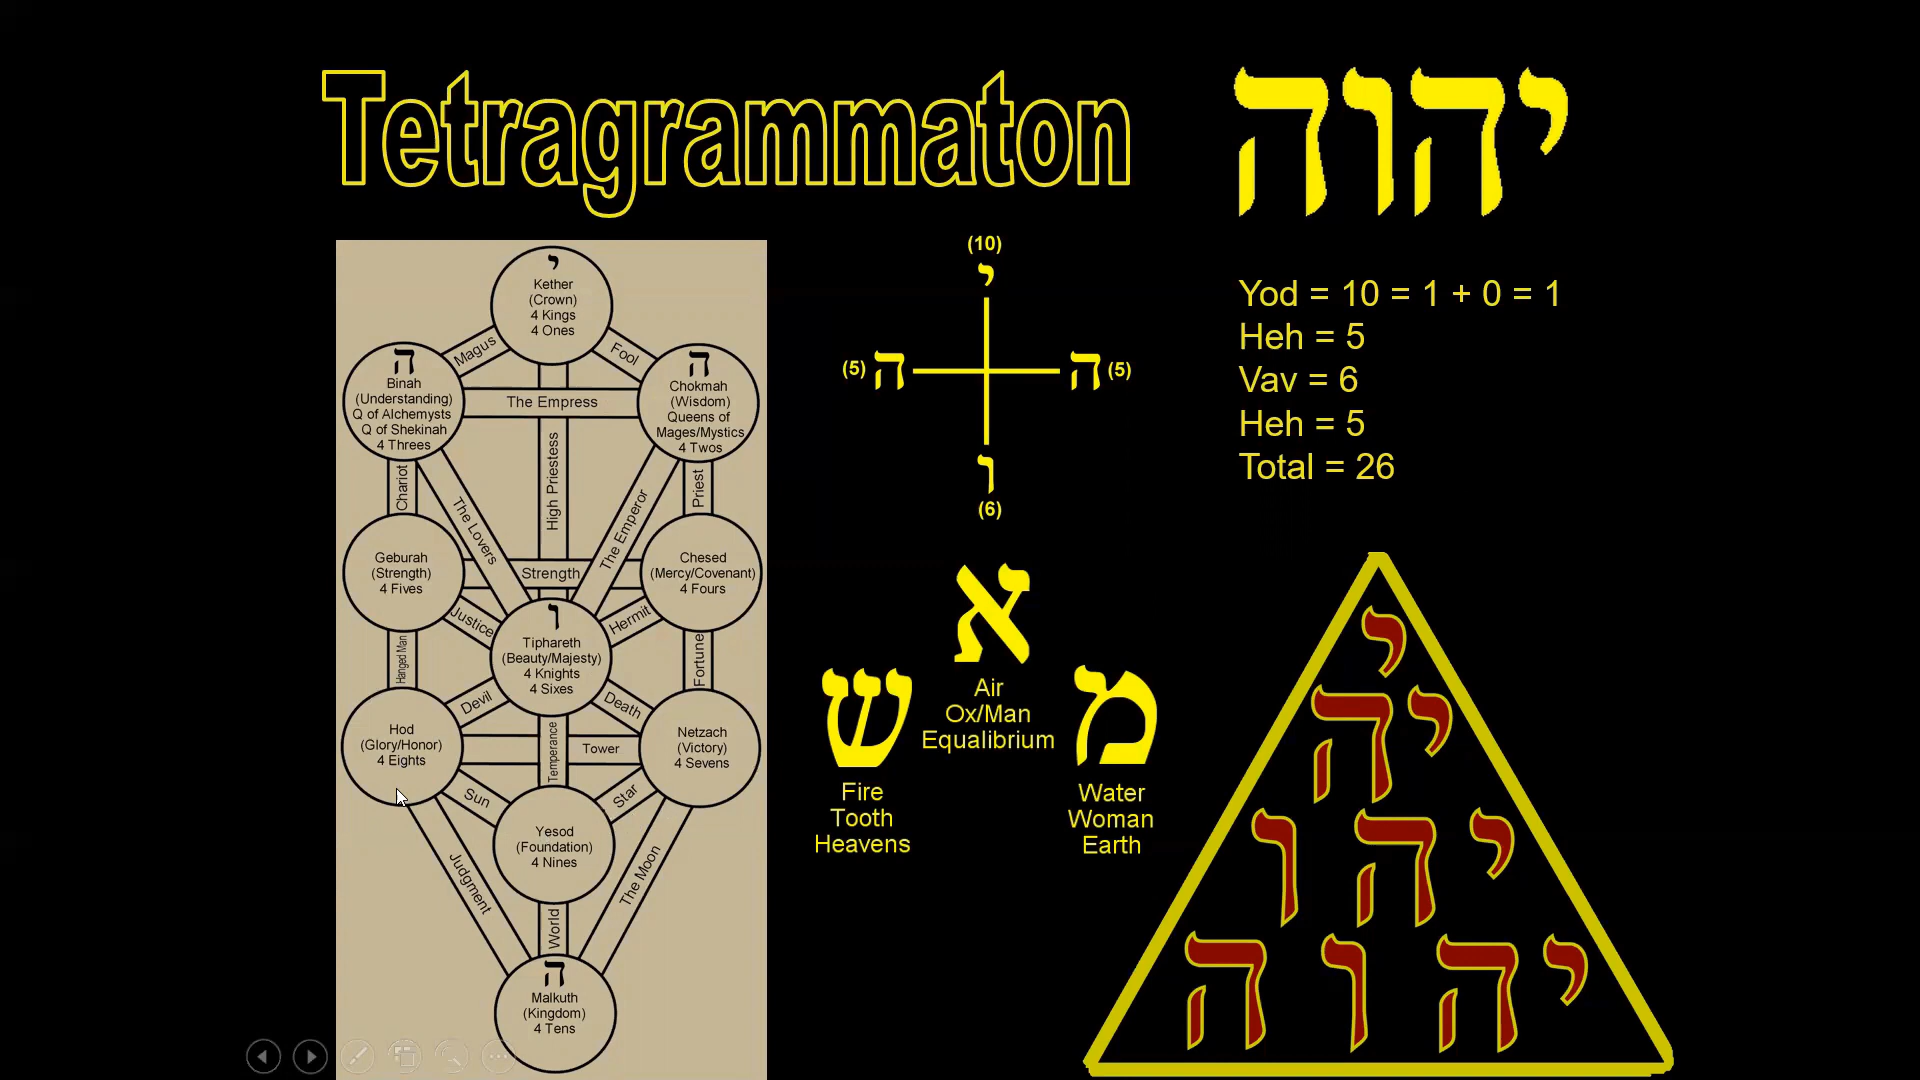 Tetragrammaton
יהוה
Yod = 10 = 1 + 0 = 1
Heh = 5
Vav = 6
Heh = 5
Total = 26
י
Kether
(Crown)
4 Kings
4 Ones
Magus
Fool
ה
Binah
(Understanding)
Q of Alchemysts
Q of Shekinah
4 Threes
The Empress
ה
Chokmah
(Wisdom)
Queens of
Mages/Mystics
4 Twos
Chariot
The Lovers
High Priestess
The Emperor
Priest
Geburah
(Strength)
4 Fives
Strength
Chesed
(Mercy/Covenant)
4 Fours
Justice
Hermit
ו
Tiphareth
(Beauty/Majesty)
4 Knights
4 Sixes
Hanged Man
Fortune
Devil
Death
Hod
(Glory/Honor)
4 Eights
Temperance
Tower
Netzach
(Victory)
4 Sevens
Sun
Star
Yesod
(Foundation)
4 Nines
Judgment
World
The Moon
ה
Malkuth
(Kingdom)
4 Tens
(10)
י
(5) ה
ה (5)
ו
(6)
א
Air
Ox/Man
Equalibrium
ש
Fire
Tooth
Heavens
מ
Water
Woman
Earth
י
יה
יהו
יהוה